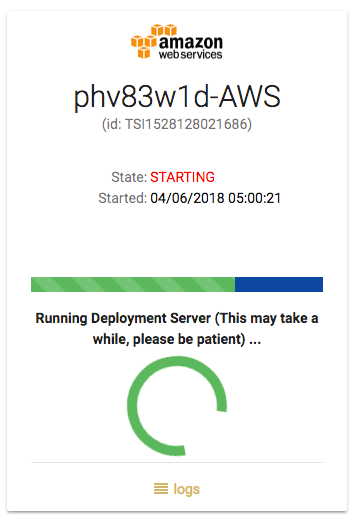 amazon
web services
phv83w1d-AWS
(id: TSI1528128021686)
State: STARTING
Started: 04/06/2018 05:00:21
Running Deployment Server (This may take a
while, please be patient) ...
logs